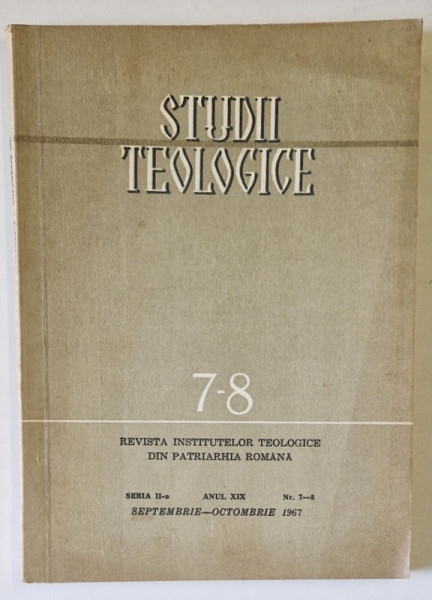 STUDII
TEOLOGICE
7-8
REVISTA INSTITUTELOR TEOLOGICE
DIN PATRIARHIA ROMÂNĂ
SERIA II-a ANUL XIX Nr. 7—8
SEPTEMBRIE—OCTOMBRIE 1967